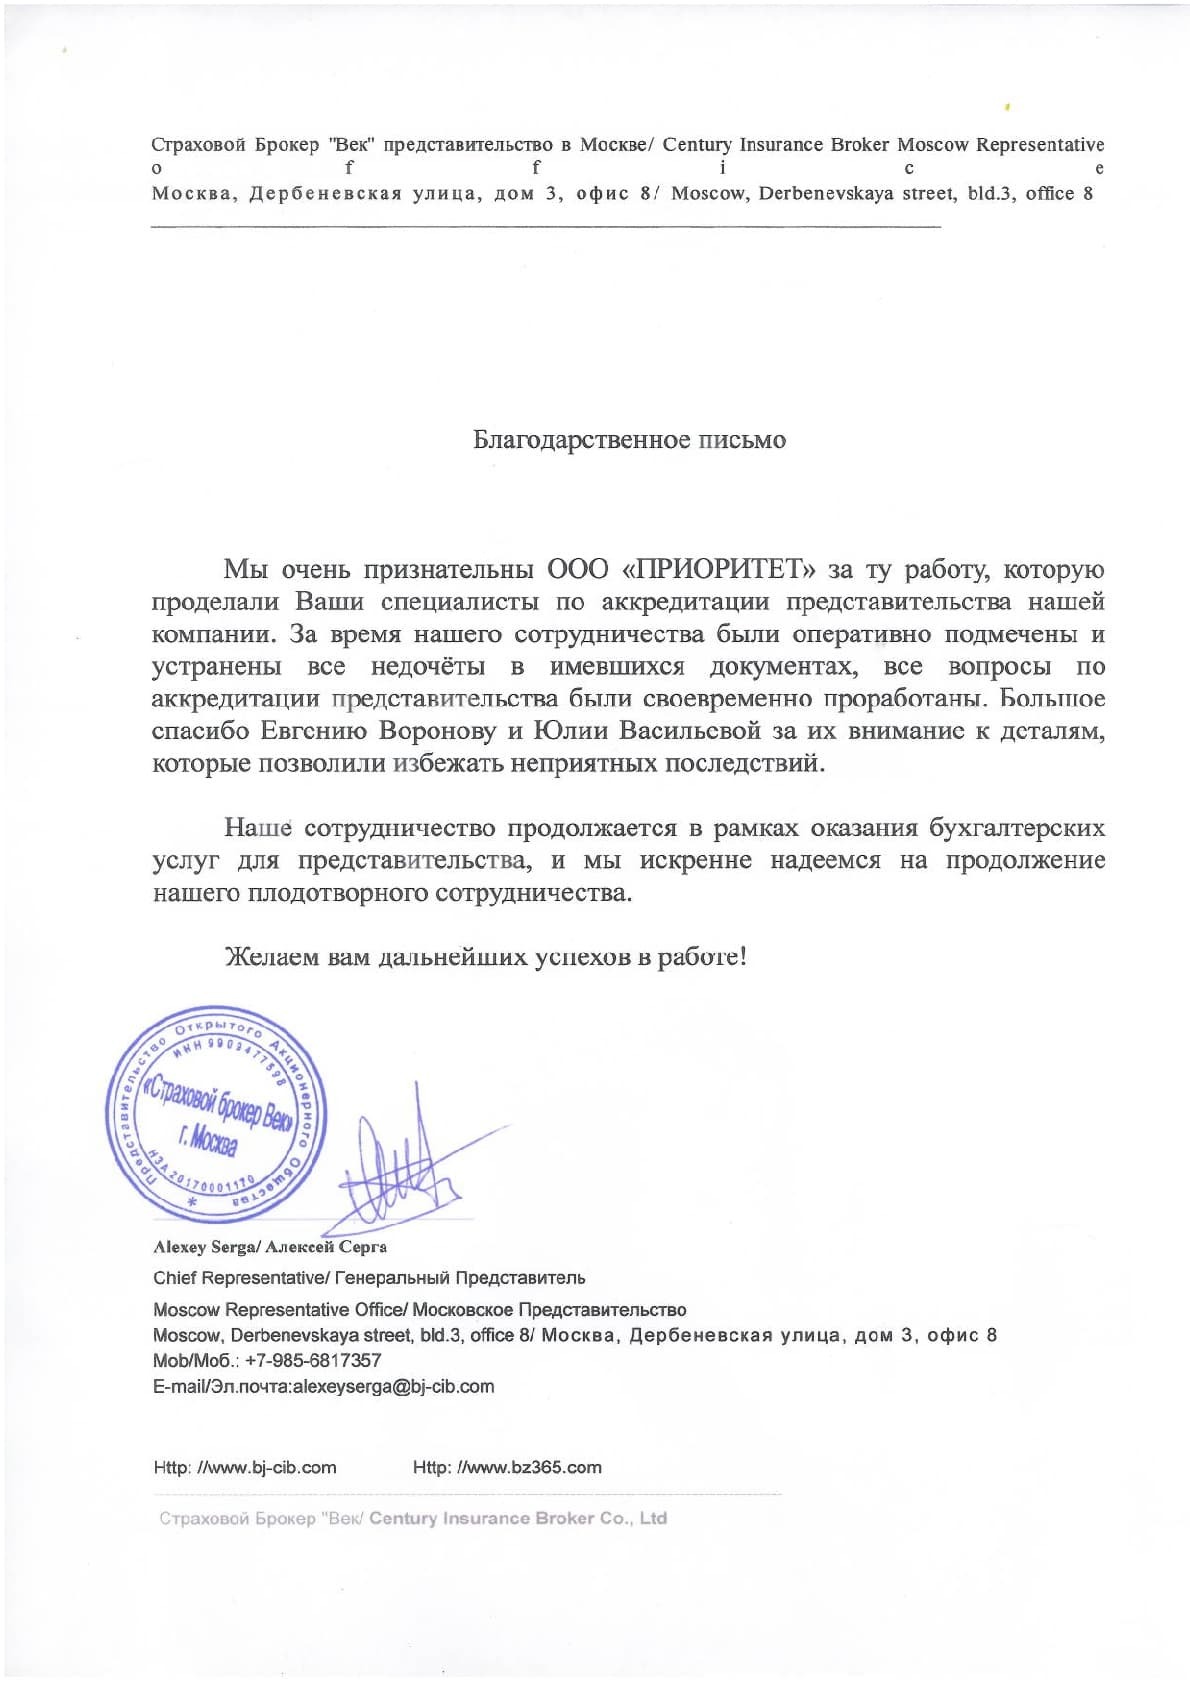 Страховой Брокер "Век" представительство в Москве/ Century Insurance Broker Moscow Representative
o f f i c e
Москва, Дербеневская улица, дом 3, офис 8/ Moscow, Derbenevskaya street, bld.3, office 8
Благодарственное письмо
Мы очень признательны ООО «ПРИОРИТЕТ» за ту работу, которую
проделали Ваши специалисты по аккредитации представительства нашей
компании. За время нашего сотрудничества были оперативно подмечены и
устранены все недочёты в имевшихся документах, все вопросы по
аккредитации представительства были своевременно проработаны. Большое
спасибо Евгению Воронову и Юлии Васильевой за их внимание к деталям,
которые позволили избежать неприятных последствий.
Наше сотрудничество продолжается в рамках оказания бухгалтерских
услуг для представительства, и мы искренне надеемся на продолжение
нашего плодотворного сотрудничества.
Желаем вам дальнейших успехов в работе!
Представительство Открытого Акционерного Общества *
ИНН 9909477598
«Страховой брокер Век»
г. Москва
НЗА 20170001170
Alexey Serga/ Алексей Серга
Chief Representative/ Генеральный Представитель
Moscow Representative Office/ Московское Представительство
Moscow, Derbenevskaya street, bld.3, office 8/ Москва, Дербеневская улица, дом 3, офис 8
Mob/Моб.: +7-985-6817357
E-mail/Эл.почта:alexeyserga@bj-cib.com
Http: //www.bj-cib.com Http: //www.bz365.com
Страховой Брокер "Век/ Century Insurance Broker Co., Ltd